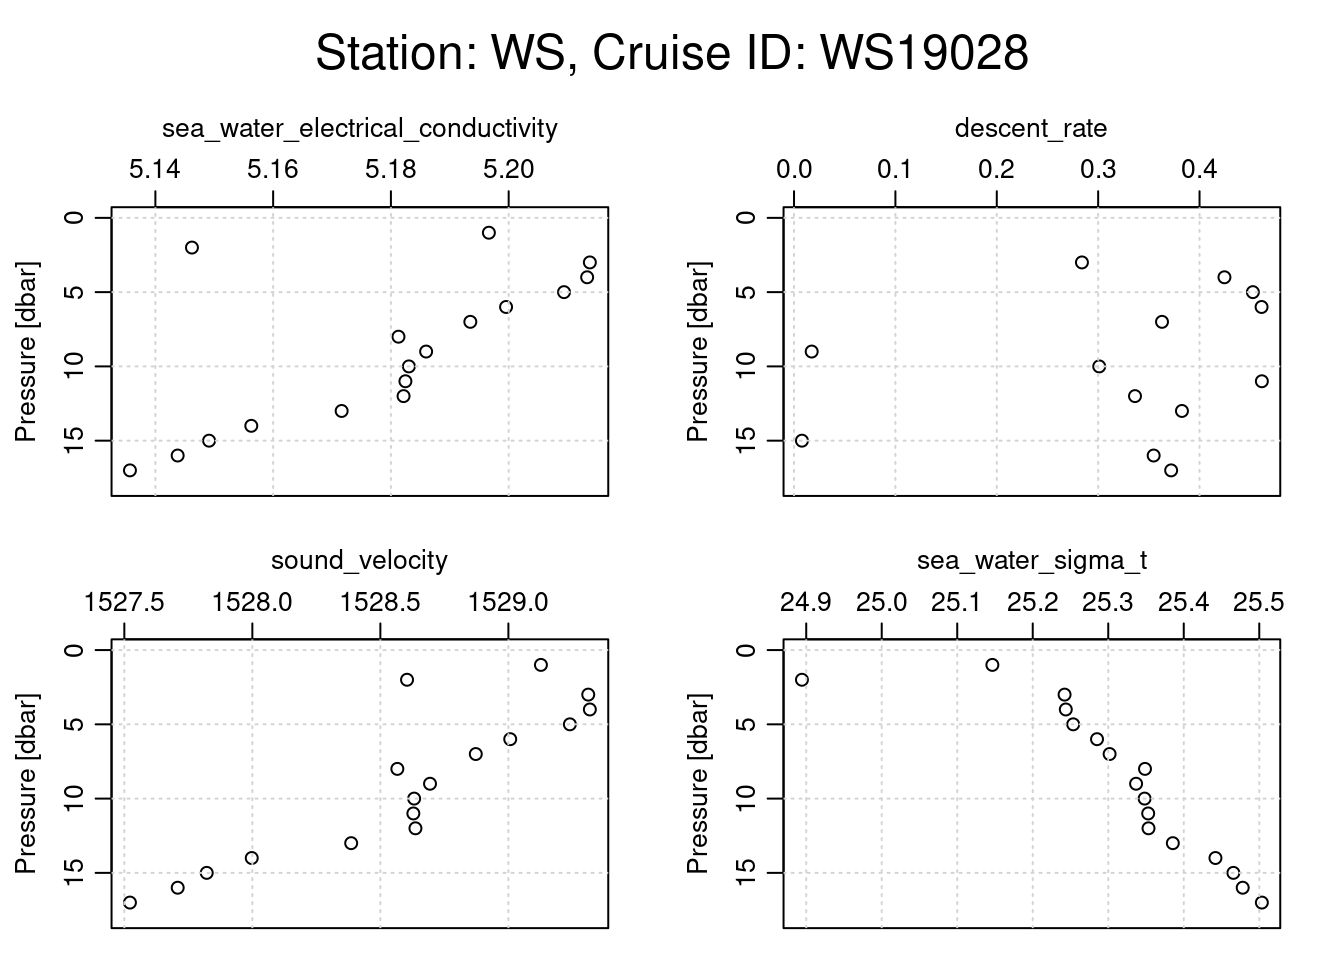 Station: WS, Cruise ID: WS19028
sea_water_electrical_conductivity
5.14 5.16 5.18 5.20
Pressure [dbar]
0
5
10
15
descent_rate
0.0 0.1 0.2 0.3 0.4
Pressure [dbar]
0
5
10
15
sound_velocity
1527.5 1528.0 1528.5 1529.0
Pressure [dbar]
0
5
10
15
sea_water_sigma_t
24.9 25.0 25.1 25.2 25.3 25.4 25.5
Pressure [dbar]
0
5
10
15